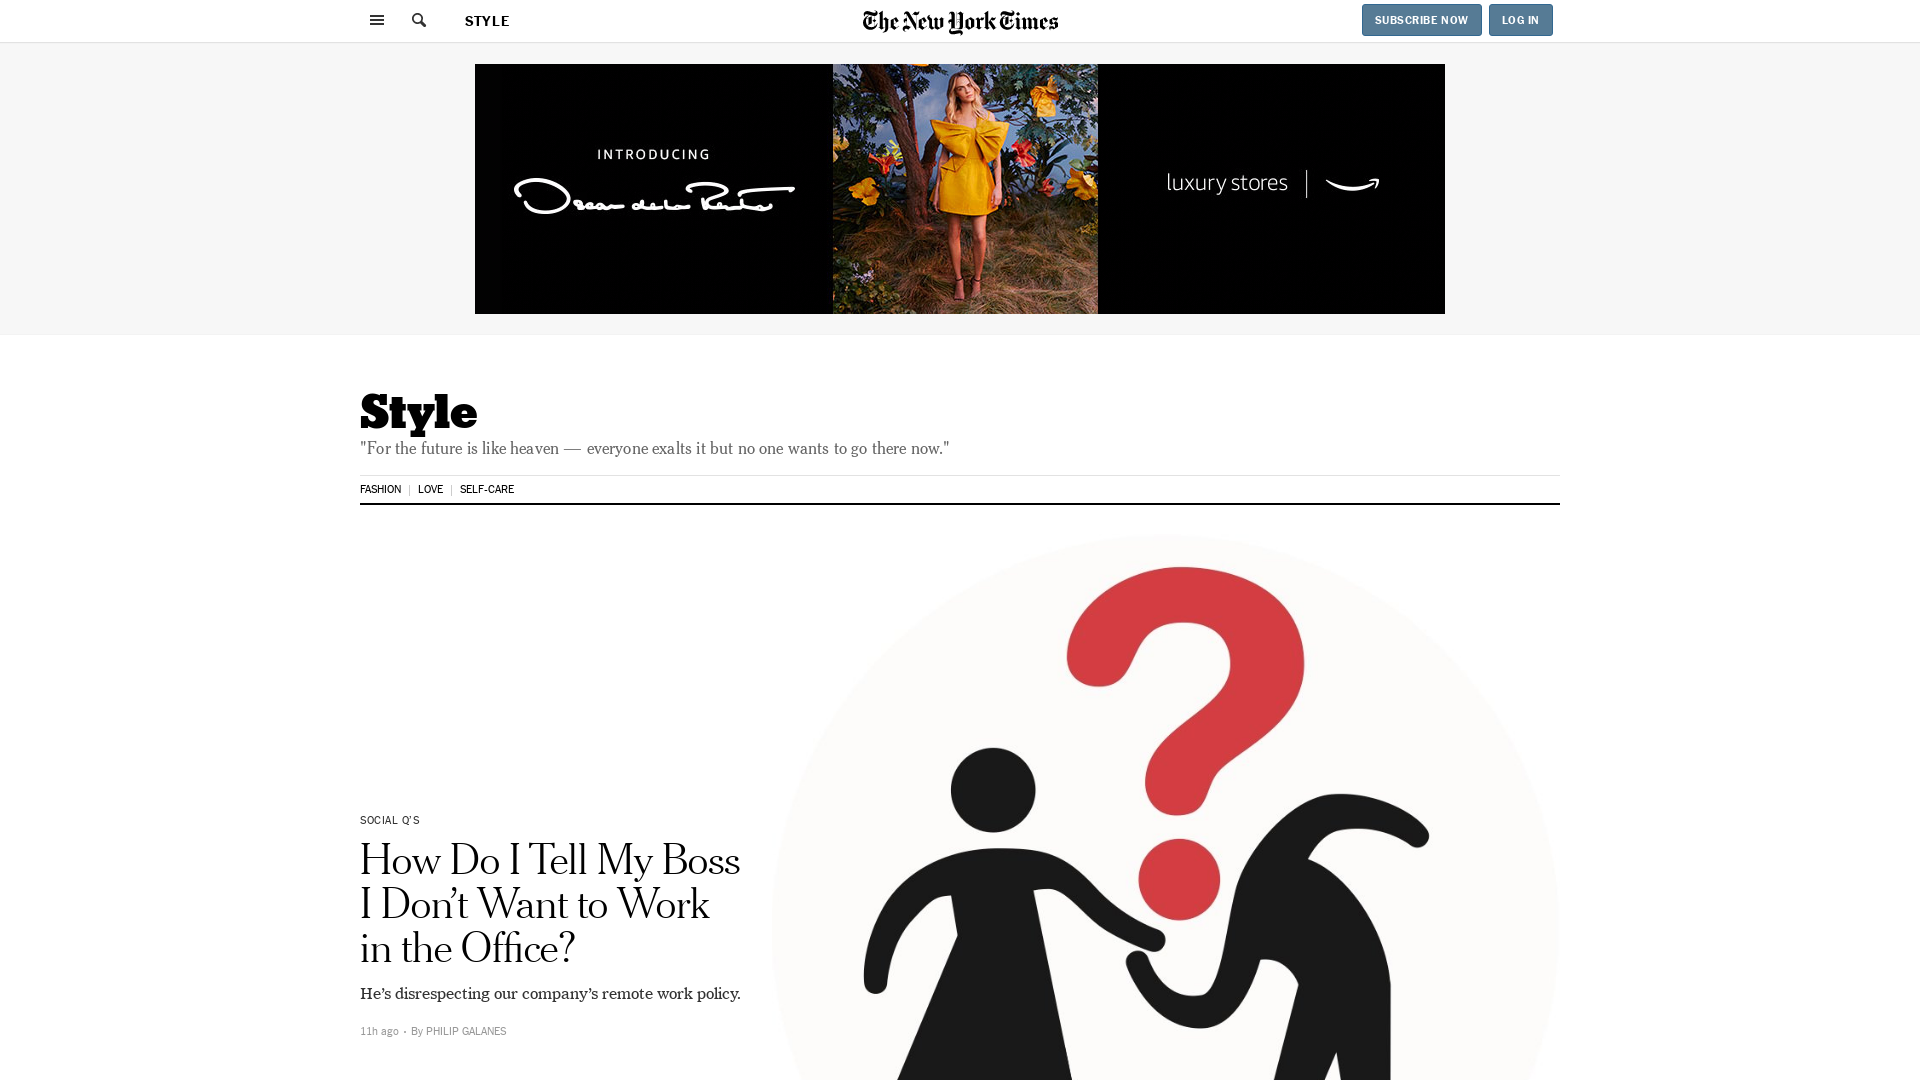 STYLE
The New York Times
SUBSCRIBE NOW
LOG IN
INTRODUCING
Oscar de la Renta
luxury stores
Style
"For the future is like heaven — everyone exalts it but no one wants to go there now."
FASHION | LOVE | SELF-CARE
SOCIAL Q’S
How Do I Tell My Boss
I Don’t Want to Work
in the Office?
He’s disrespecting our company’s remote work policy.
11h ago • By PHILIP GALANES